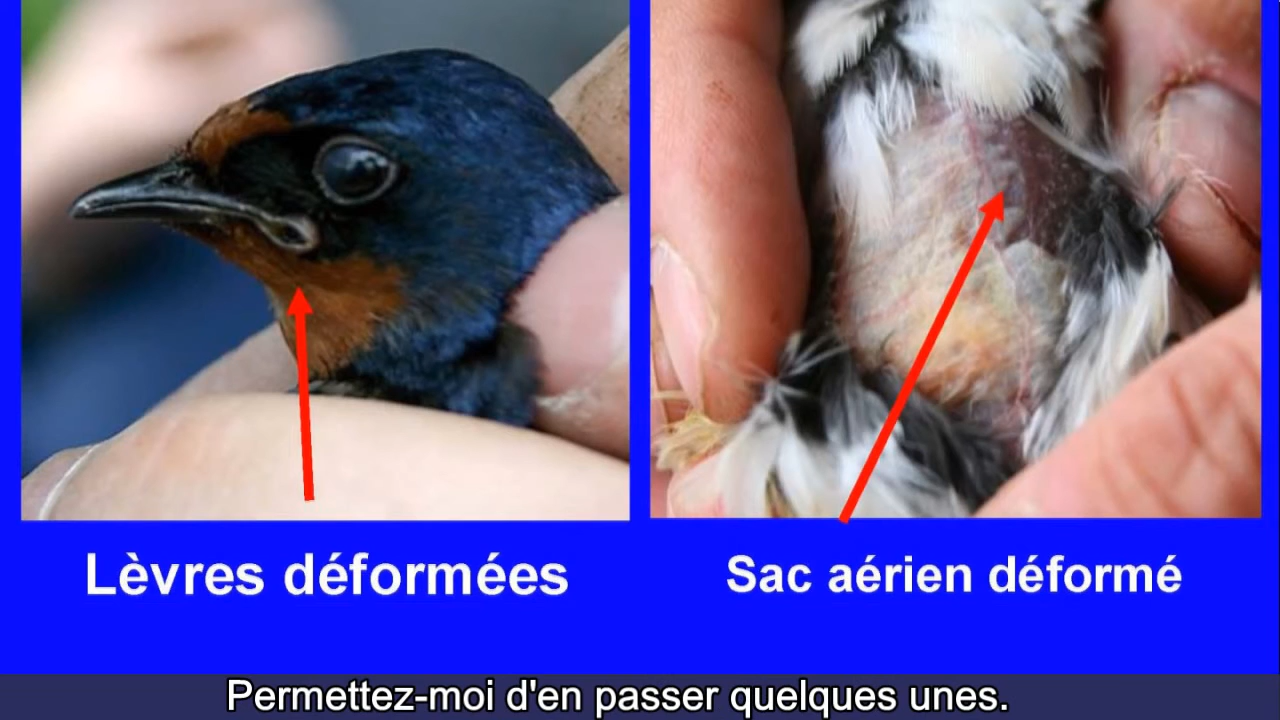 Lèvres déformées
Sac aérien déformé
Permettez-moi d'en passer quelques unes.